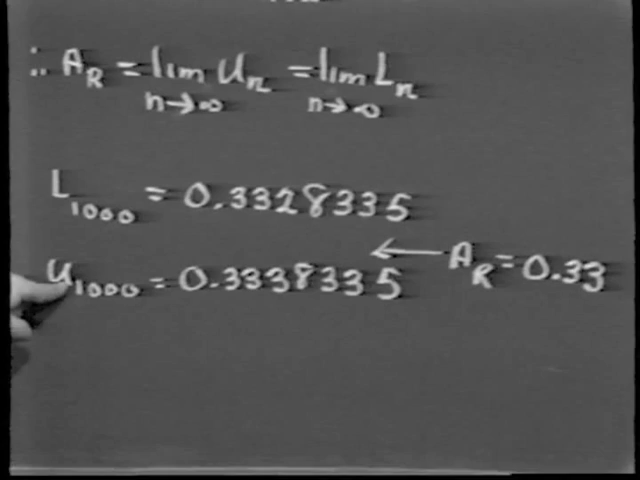 ∴ A_R = lim U_n = lim L_n
n→∞ n→∞
L_1000 = 0.3328335
← A_R = 0.33
U_1000 = 0.3338335